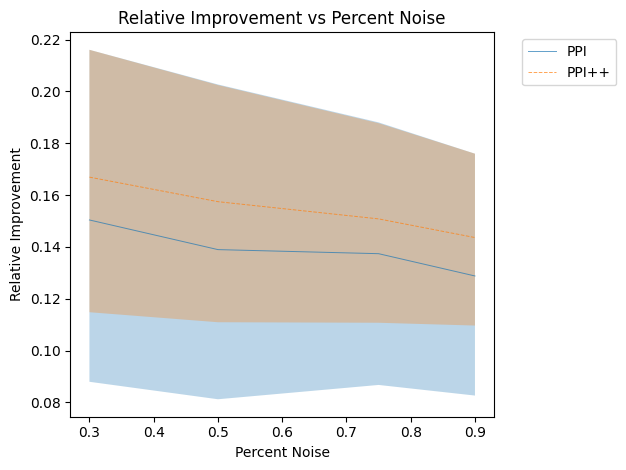 Relative Improvement vs Percent Noise
PPI
PPI++
Relative Improvement
0.22
0.20
0.18
0.16
0.14
0.12
0.10
0.08
0.3 0.4 0.5 0.6 0.7 0.8 0.9
Percent Noise